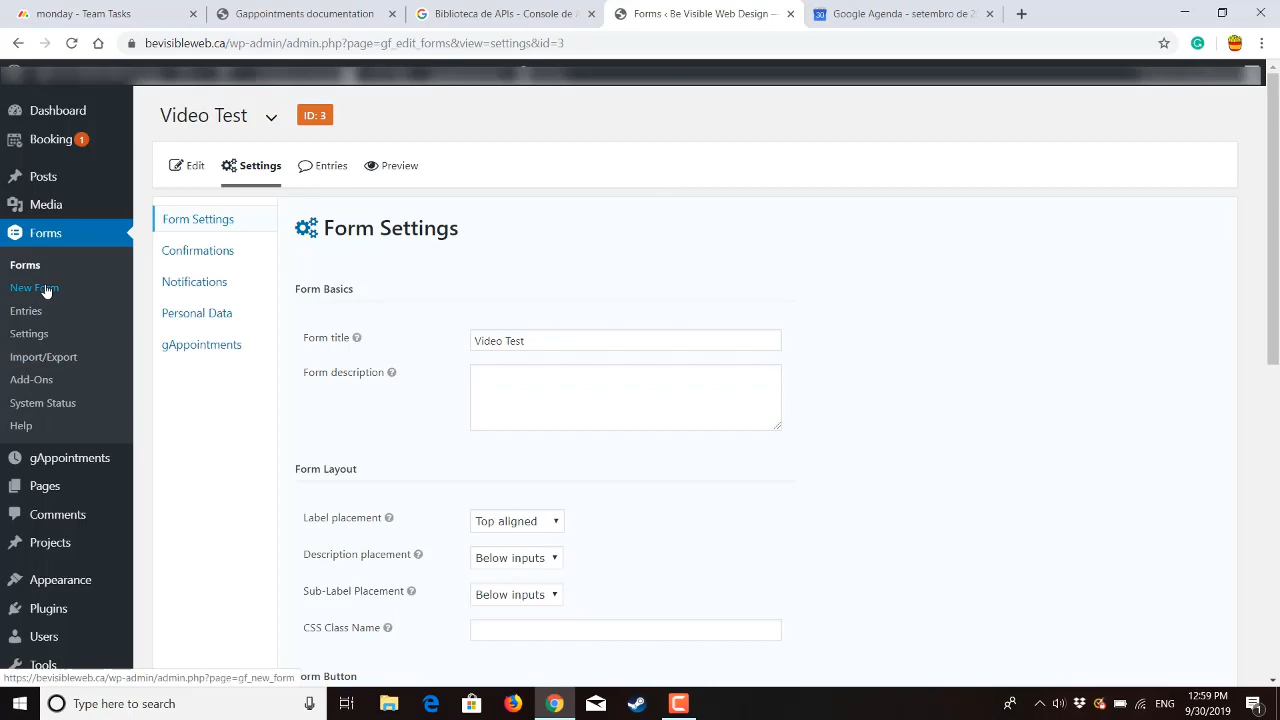 monday - Team Tasks
Gappointments documentation
Biblioteca de APIs - Console de A
Forms ‹ Be Visible Web Design —
Google Agenda - setembro de 2
bevisibleweb.ca/wp-admin/admin.php?page=gf_edit_forms&view=settings&id=3
Dashboard
Booking 1
Posts
Media
Forms
Forms
New Form
Entries
Settings
Import/Export
Add-Ons
System Status
Help
gAppointments
Pages
Comments
Projects
Appearance
Plugins
Users
Tools
Video Test
ID: 3
Edit
Settings
Entries
Preview
Form Settings
Confirmations
Notifications
Personal Data
gAppointments
Form Settings
Form Basics
Form title
Video Test
Form description
Form Layout
Label placement
Top aligned
Description placement
Below inputs
Sub-Label Placement
Below inputs
CSS Class Name
orm Button
https://bevisibleweb.ca/wp-admin/admin.php?page=gf_new_form
Type here to search
ENG
12:59 PM
9/30/2019
1